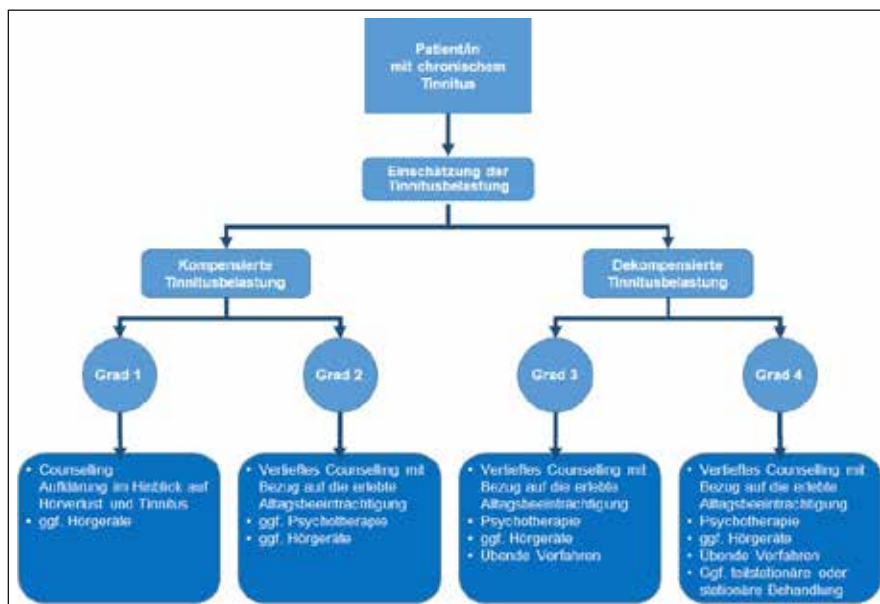 Patient/in
mit chronischem
Tinnitus
Einschätzung der
Tinnitusbelastung
Kompensierte
Tinnitusbelastung
Dekompensierte
Tinnitusbelastung
Grad 1
Grad 2
Grad 3
Grad 4
• Counselling
Aufklärung im Hinblick auf
Hörverlust und Tinnitus
• ggf. Hörgeräte
• Vertieftes Counselling mit
Bezug auf die erlebte
Alltagsbeeinträchtigung
• ggf. Psychotherapie
• ggf. Hörgeräte
• Vertieftes Counselling mit
Bezug auf die erlebte
Alltagsbeeinträchtigung
• Psychotherapie
• ggf. Hörgeräte
• Übende Verfahren
• Vertieftes Counselling mit
Bezug auf die erlebte
Alltagsbeeinträchtigung
• Psychotherapie
• ggf. Hörgeräte
• Übende Verfahren
• Ggf. teilstationäre oder
stationäre Behandlung